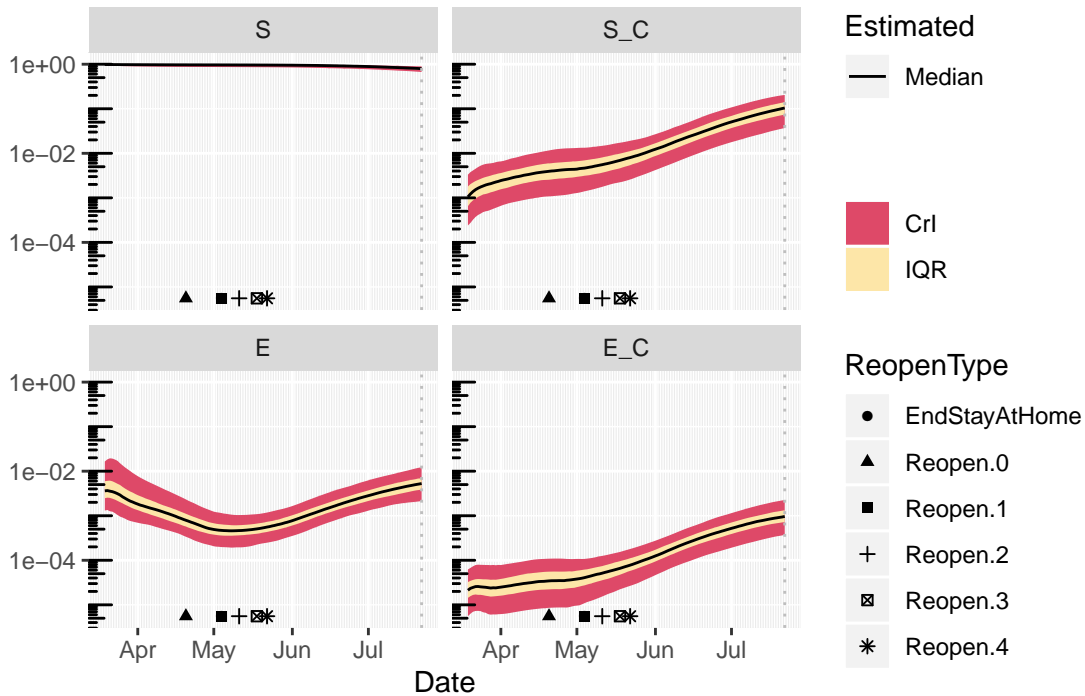 S
S_C
1e+00
1e−02
1e−04
E
E_C
1e+00
1e−02
1e−04
Apr
May
Jun
Jul
Apr
May
Jun
Jul
Date
Estimated
Median
CrI
IQR
ReopenType
EndStayAtHome
Reopen.0
Reopen.1
Reopen.2
Reopen.3
Reopen.4